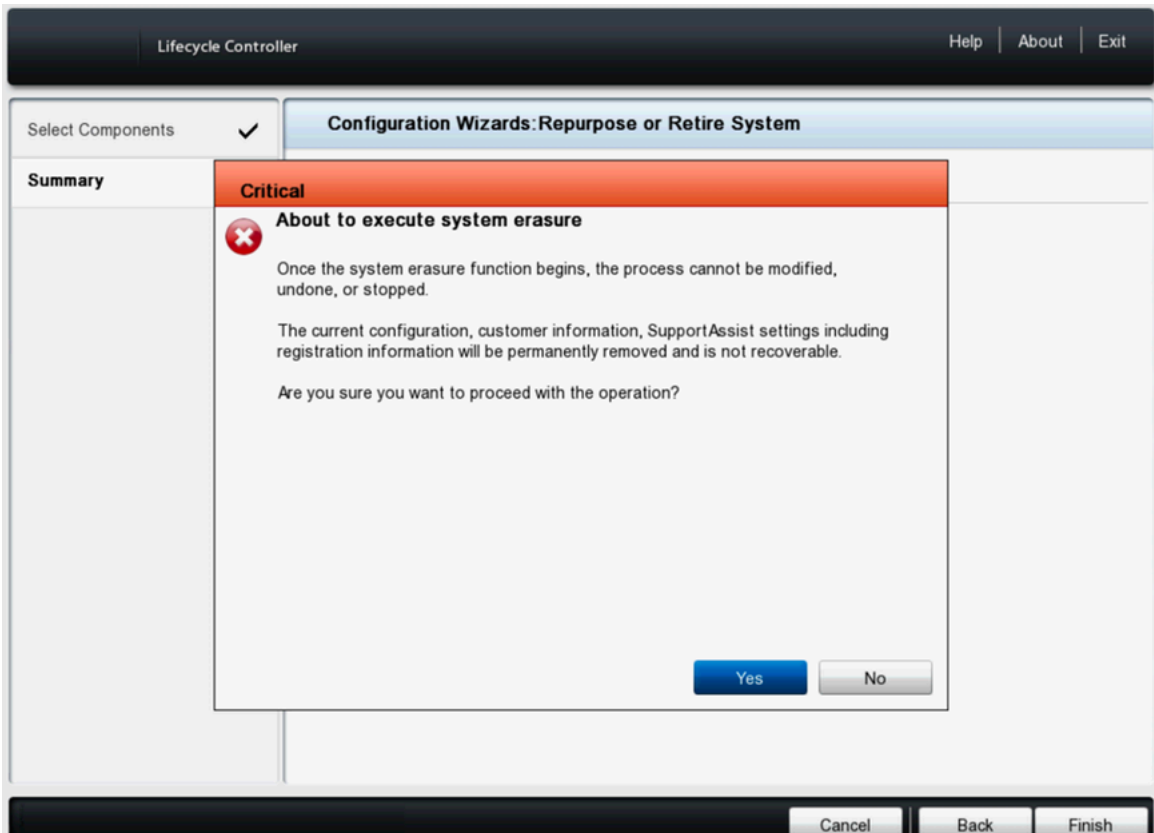 Lifecycle Controller
Help | About | Exit
Select Components
Configuration Wizards:Repurpose or Retire System
Summary
Critical
About to execute system erasure
Once the system erasure function begins, the process cannot be modified,
undone, or stopped.
The current configuration, customer information, SupportAssist settings including
registration information will be permanently removed and is not recoverable.
Are you sure you want to proceed with the operation?
Yes
No
Cancel
Back
Finish